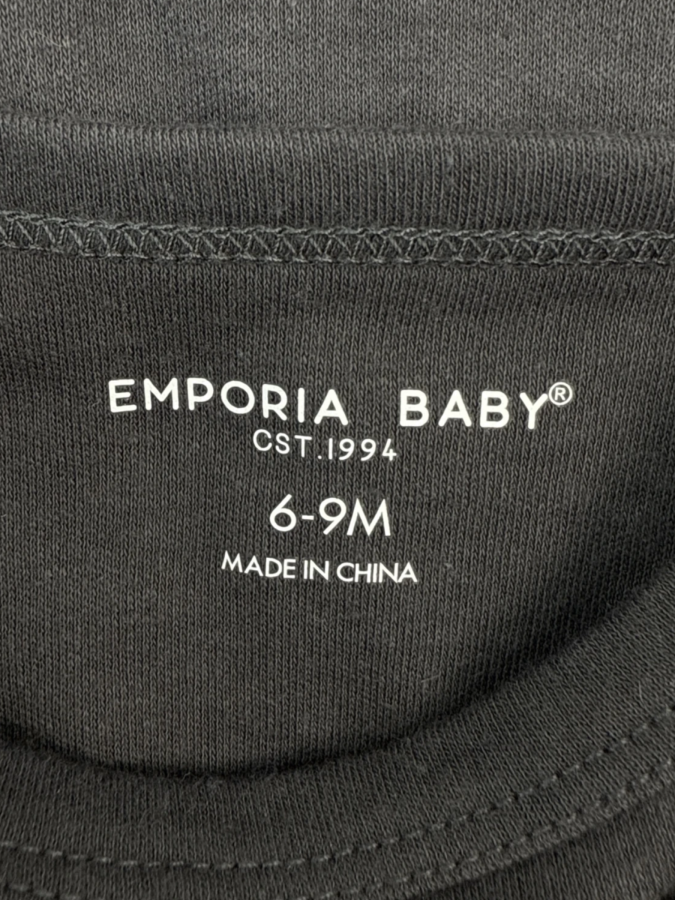 EMPORIA BABY®
CST.1994
6-9M
MADE IN CHINA